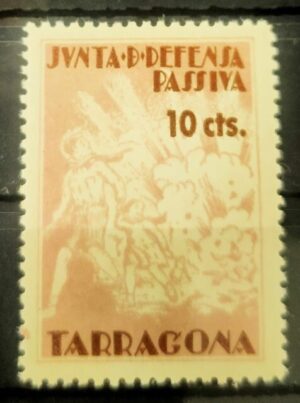 JVNTA·D·DEFENSA
PASSIVA
10 cts.
TARRAGONA